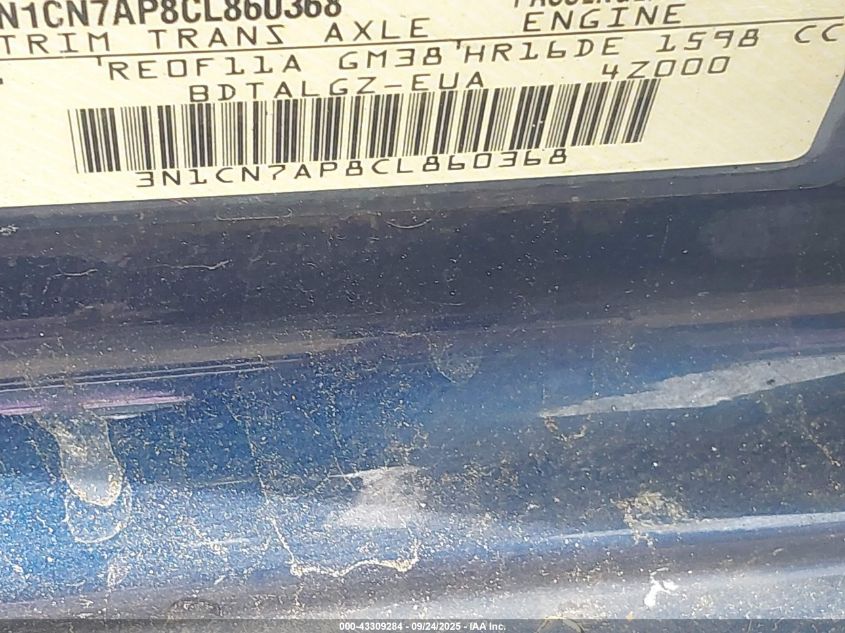 N1CN7AP8CL860368
TRIM TRANS AXLE ENGINE
RE0F11A GM38 HR16DE 1598 CC
BDTALGZ-EUA 4Z000
3N1CN7AP8CL860368
000-43309284 - 09/24/2025 - IAA Inc.